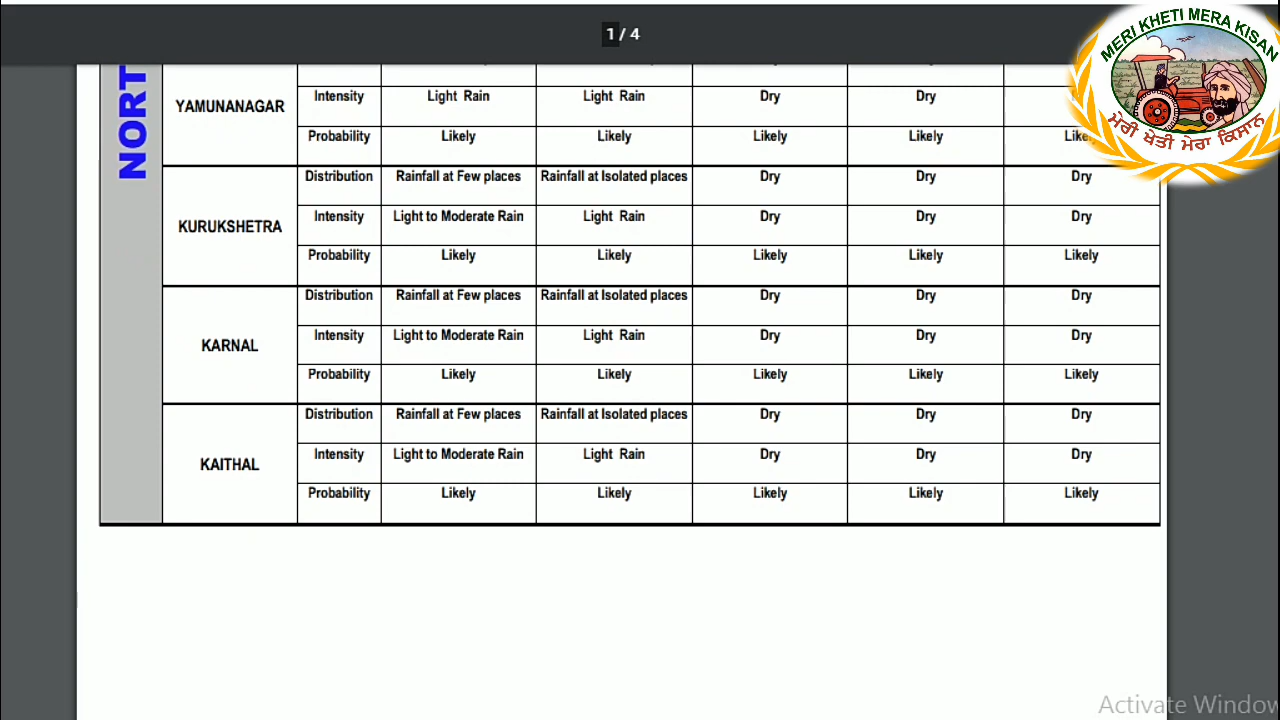 1 / 4
MERI KHETI MERA KISAN
ਮੇਰੀ ਖੇਤੀ ਮੇਰਾ ਕਿਸਾਨ
NORT
YAMUNANAGAR
Intensity Light Rain Light Rain Dry Dry
Probability Likely Likely Likely Likely
KURUKSHETRA
Distribution Rainfall at Few places Rainfall at Isolated places Dry Dry Dry
Intensity Light to Moderate Rain Light Rain Dry Dry Dry
Probability Likely Likely Likely Likely Likely
KARNAL
Distribution Rainfall at Few places Rainfall at Isolated places Dry Dry Dry
Intensity Light to Moderate Rain Light Rain Dry Dry Dry
Probability Likely Likely Likely Likely Likely
KAITHAL
Distribution Rainfall at Few places Rainfall at Isolated places Dry Dry Dry
Intensity Light to Moderate Rain Light Rain Dry Dry Dry
Probability Likely Likely Likely Likely Likely
Activate Window